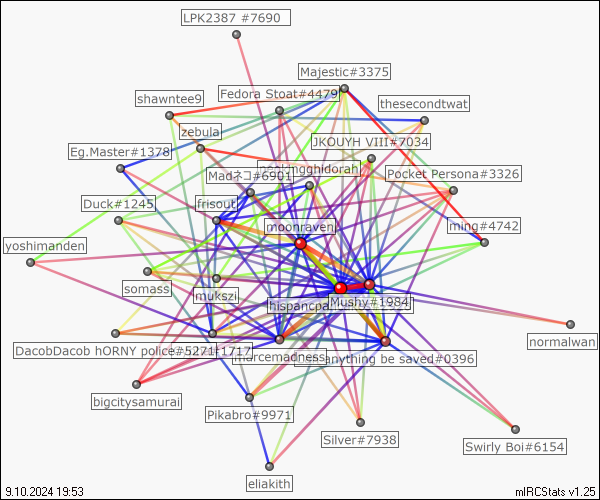 LPK2387 #7690
Majestic#3375
Fedora Stoat#4479
shawntee9
thesecondtwat
zebula
JKOUYH VIII#7034
Eg.Master#1378
ghidorah
Madネコ#6901
Pocket Persona#3326
Duck#1245
frisout
moonraven
ming#4742
yoshimanden
somass
mukszil
hispancpa
Mushy#1984
normalwan
DacobDacob hORNY police#5271#1717
marcemadness
anything be saved#0396
bigcitysamurai
Pikabro#9971
Silver#7938
Swirly Boi#6154
eliakith
9.10.2024 19:53
mIRCStats v1.25